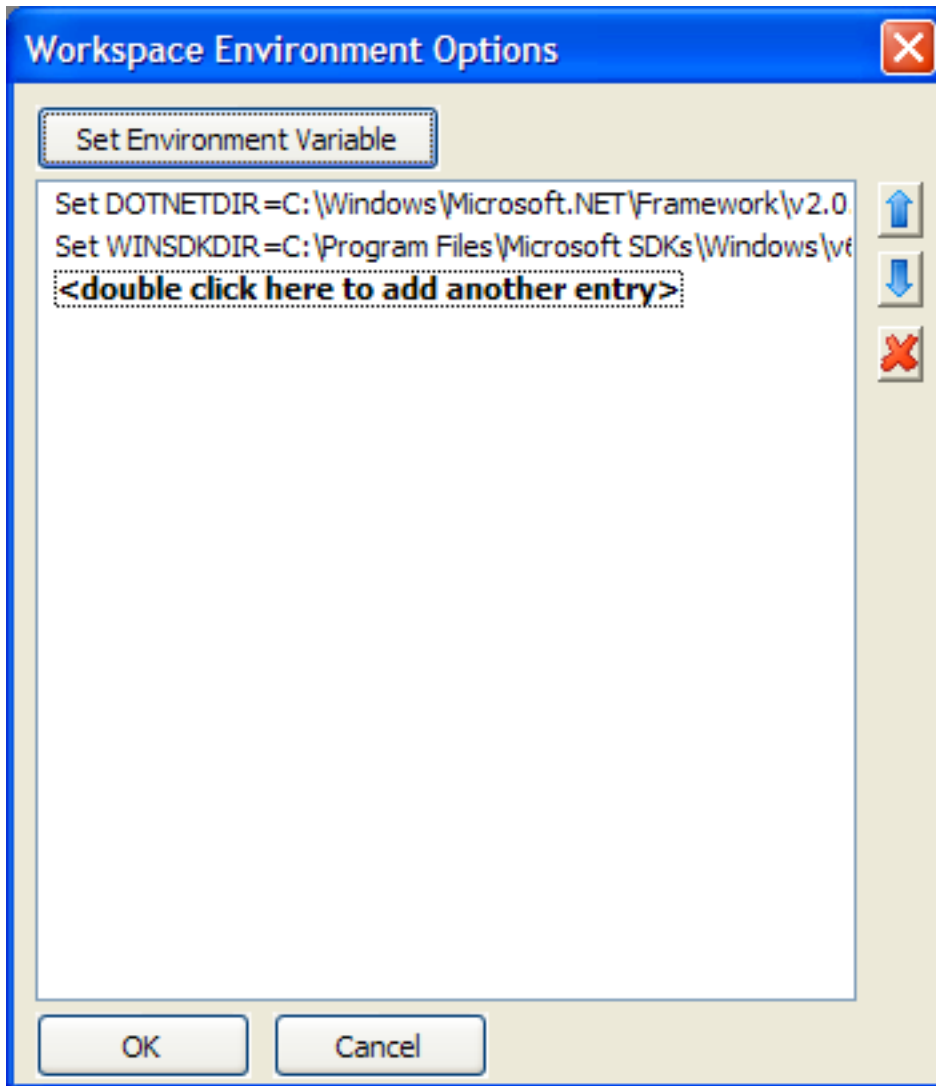 Workspace Environment Options
Set Environment Variable
Set DOTNETDIR=C:\Windows\Microsoft.NET\Framework\v2.0.
Set WINSDKDIR=C:\Program Files\Microsoft SDKs\Windows\v6
<double click here to add another entry>
OK
Cancel